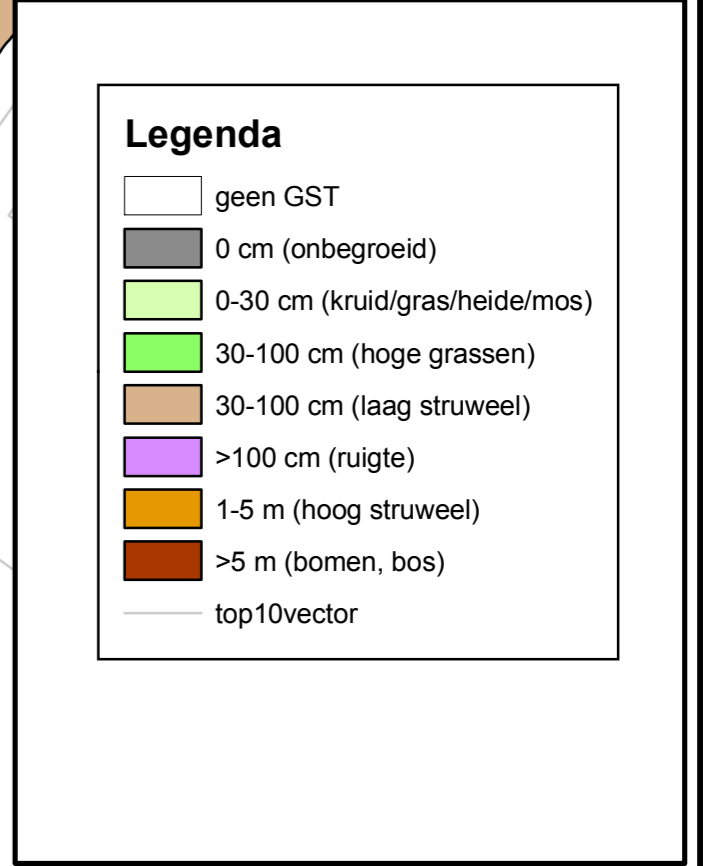 Legenda
geen GST
0 cm (onbegroeid)
0-30 cm (kruid/gras/heide/mos)
30-100 cm (hoge grassen)
30-100 cm (laag struweel)
>100 cm (ruigte)
1-5 m (hoog struweel)
>5 m (bomen, bos)
top10vector